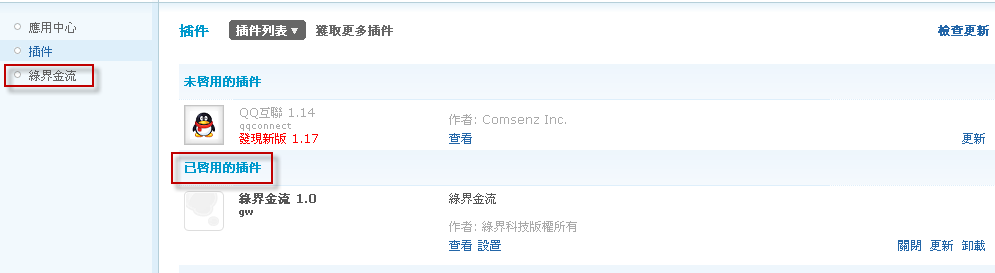 應用中心
插件
綠界金流
插件 插件列表▼ 獲取更多插件 檢查更新
未啓用的插件
QQ互聯 1.14
qqconnect
發現新版 1.17
作者: Comsenz Inc.
查看 更新
已啓用的插件
綠界金流 1.0
gw
綠界金流
作者: 綠界科技版權所有
查看 設置 關閉 更新 卸載